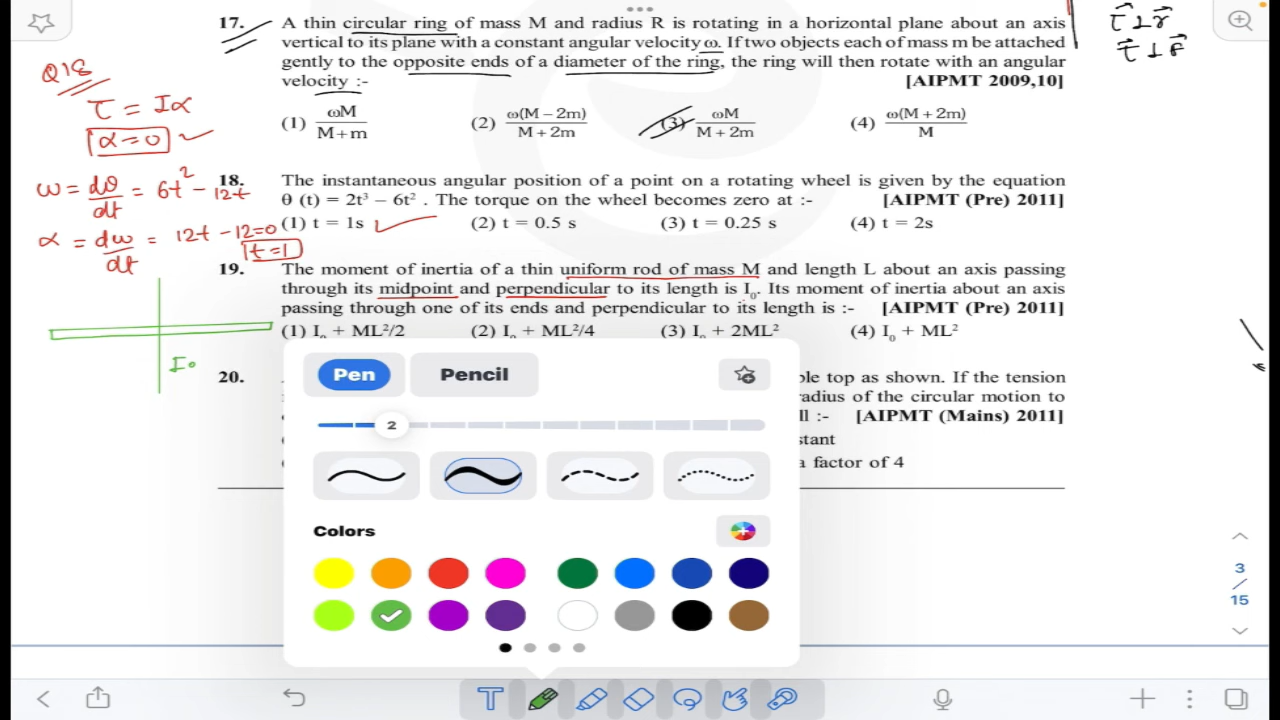 17. A thin circular ring of mass M and radius R is rotating in a horizontal plane about an axis
vertical to its plane with a constant angular velocity ω. If two objects each of mass m be attached
gently to the opposite ends of a diameter of the ring, the ring will then rotate with an angular
velocity :- [AIPMT 2009,10]
(1) ωM/M+m (2) ω(M – 2m)/M + 2m (3) ωM/M + 2m (4) ω(M + 2m)/M
τ ⊥ r
τ ⊥ F
Q18
τ = Iα
α=0
ω = dθ/dt = 6t² - 12t
α = dω/dt = 12t - 12=0
t=1
18. The instantaneous angular position of a point on a rotating wheel is given by the equation
θ (t) = 2t³ – 6t² . The torque on the wheel becomes zero at :- [AIPMT (Pre) 2011]
(1) t = 1s (2) t = 0.5 s (3) t = 0.25 s (4) t = 2s
19. The moment of inertia of a thin uniform rod of mass M and length L about an axis passing
through its midpoint and perpendicular to its length is I₀. Its moment of inertia about an axis
passing through one of its ends and perpendicular to its length is :- [AIPMT (Pre) 2011]
(1) I₀ + ML²/2 (2) I₀ + ML²/4 (3) I₀ + 2ML² (4) I₀ + ML²
I₀
20. ble top as shown. If the tension
radius of the circular motion to
ll :- [AIPMT (Mains) 2011]
stant
a factor of 4
Pen Pencil
2
Colors
3
/
15
T